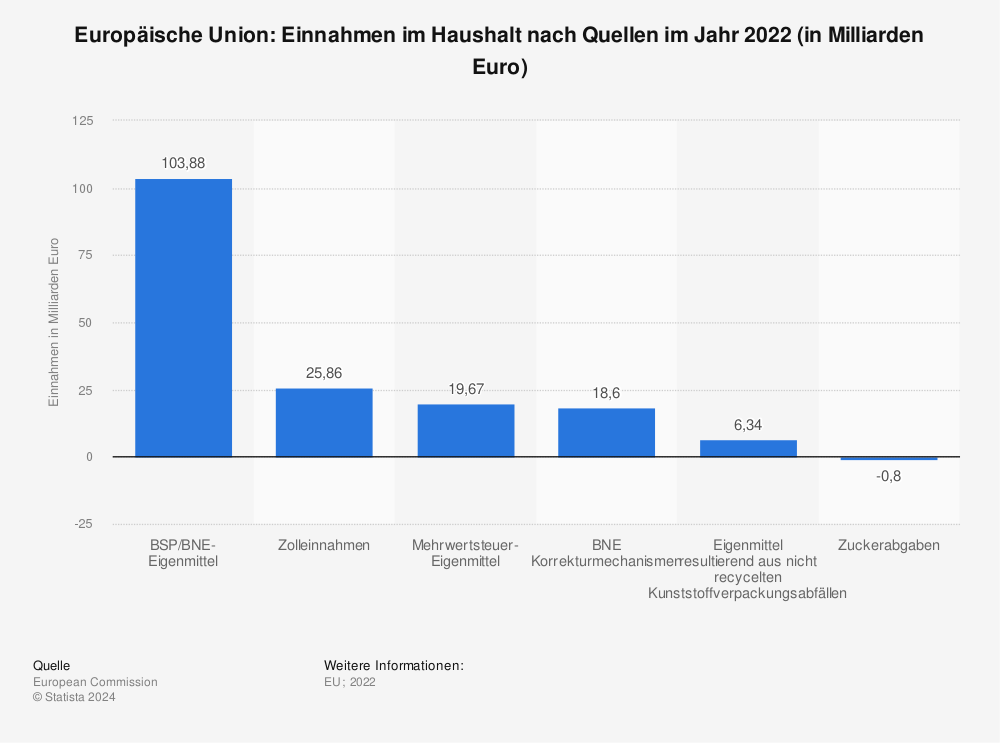 Europäische Union: Einnahmen im Haushalt nach Quellen im Jahr 2022 (in Milliarden
Euro)
Einnahmen in Milliarden Euro
125
100
75
50
25
0
-25
103,88
25,86
19,67
18,6
6,34
-0,8
BSP/BNE-
Eigenmittel
Zolleinnahmen
Mehrwertsteuer-
Eigenmittel
BNE
Korrekturmechanismen
Eigenmittel
resultierend aus nicht
recycelten
Kunststoffverpackungsabfällen
Zuckerabgaben
Quelle
European Commission
© Statista 2024
Weitere Informationen:
EU; 2022